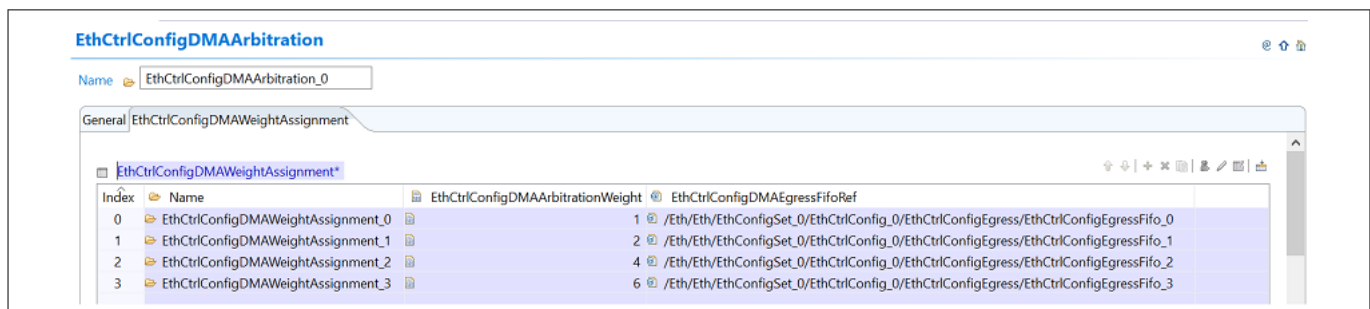 EthCtrlConfigDMAArbitration
Name EthCtrlConfigDMAArbitration_0
General EthCtrlConfigDMAWeightAssignment
EthCtrlConfigDMAWeightAssignment*
Index Name EthCtrlConfigDMAArbitrationWeight EthCtrlConfigDMAEgressFifoRef
0 EthCtrlConfigDMAWeightAssignment_0 1 /Eth/Eth/EthConfigSet_0/EthCtrlConfig_0/EthCtrlConfigEgress/EthCtrlConfigEgressFifo_0
1 EthCtrlConfigDMAWeightAssignment_1 2 /Eth/Eth/EthConfigSet_0/EthCtrlConfig_0/EthCtrlConfigEgress/EthCtrlConfigEgressFifo_1
2 EthCtrlConfigDMAWeightAssignment_2 4 /Eth/Eth/EthConfigSet_0/EthCtrlConfig_0/EthCtrlConfigEgress/EthCtrlConfigEgressFifo_2
3 EthCtrlConfigDMAWeightAssignment_3 6 /Eth/Eth/EthConfigSet_0/EthCtrlConfig_0/EthCtrlConfigEgress/EthCtrlConfigEgressFifo_3